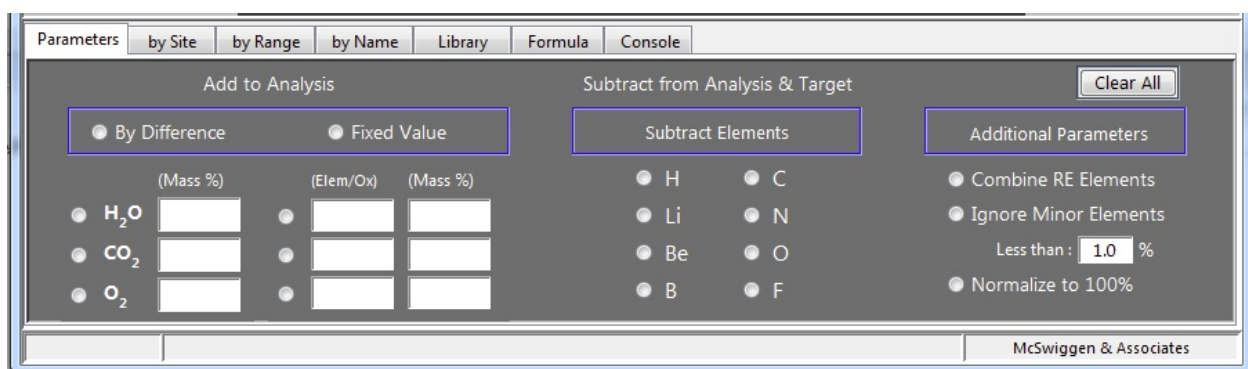 Parameters by Site by Range by Name Library Formula Console
Add to Analysis Subtract from Analysis & Target Clear All
By Difference Fixed Value Subtract Elements Additional Parameters
(Mass %) (Elem/Ox) (Mass %) H C Combine RE Elements
H₂O Li N Ignore Minor Elements
CO₂ Be O Less than : 1.0 %
O₂ B F Normalize to 100%
McSwiggen & Associates